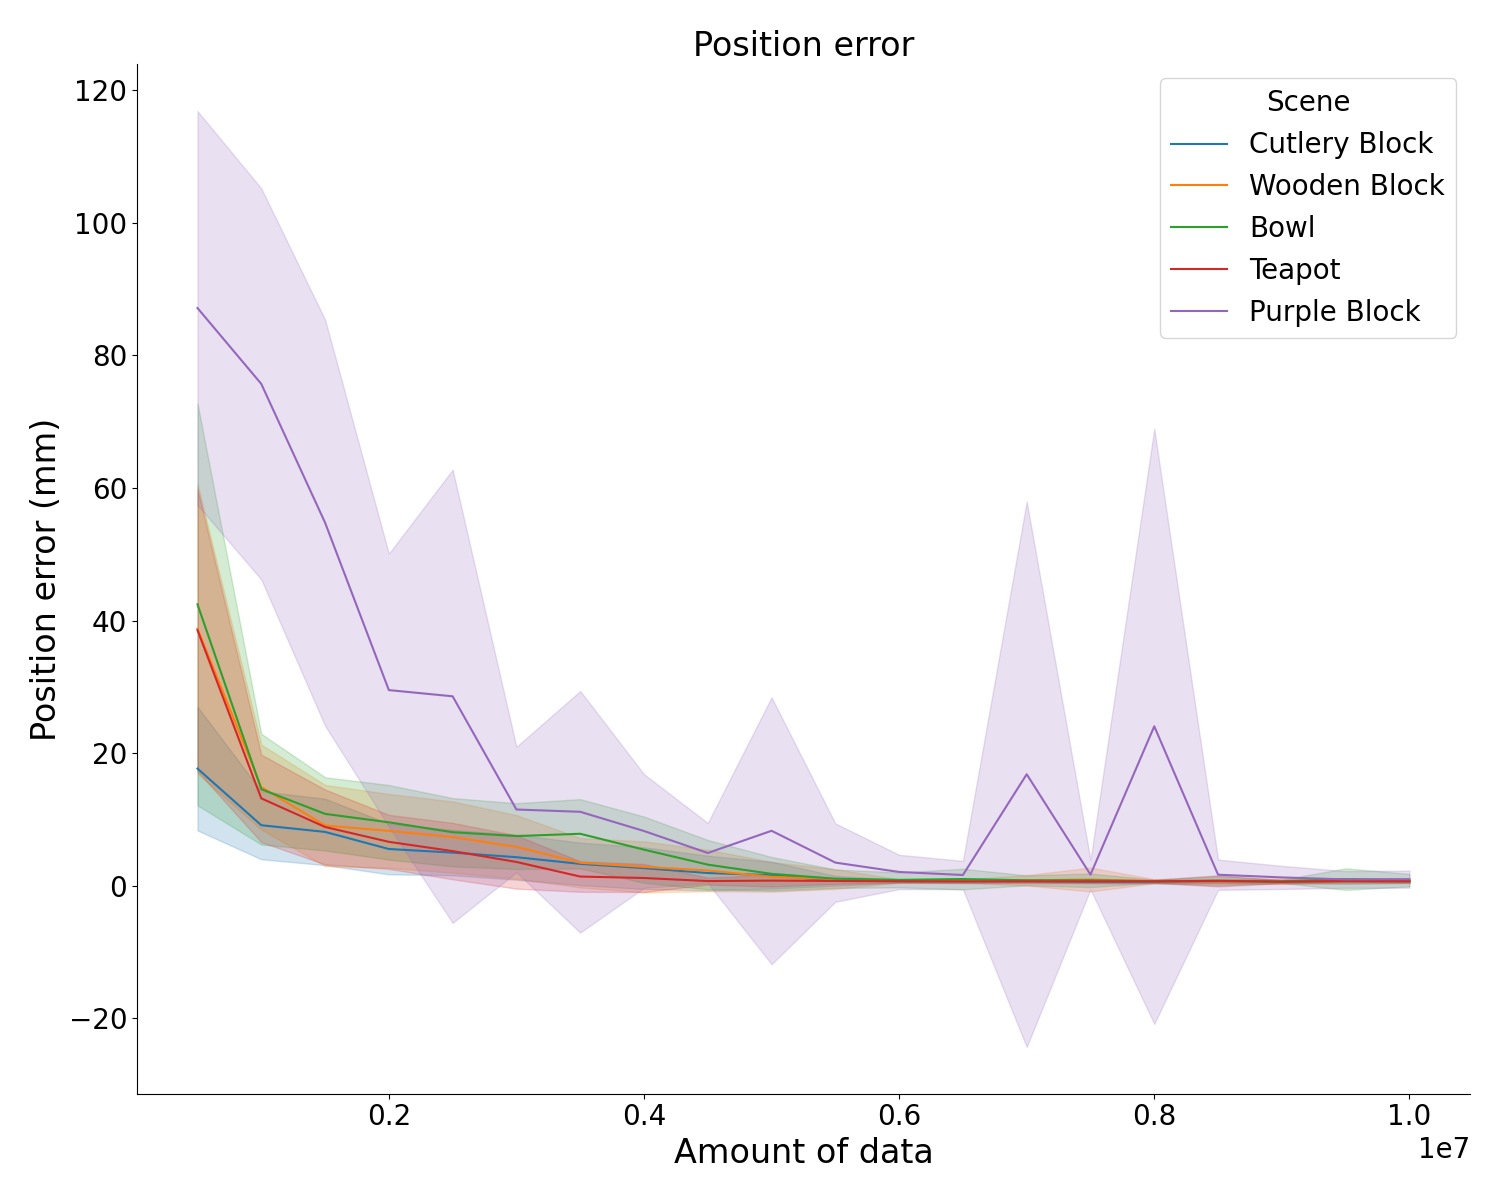 Position error
120
100
80
60
40
20
0
−20
Position error (mm)
Scene
Cutlery Block
Wooden Block
Bowl
Teapot
Purple Block
0.2 0.4 0.6 0.8 1.0
1e7
Amount of data